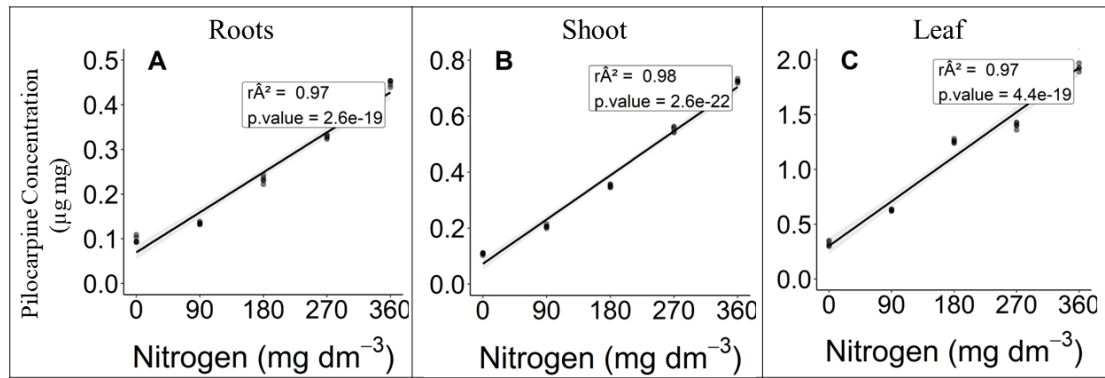 Roots
Shoot
Leaf
Pilocarpine Concentration
(µg mg)
A
rÂ² = 0.97
p.value = 2.6e-19
0.5
0.4
0.3
0.2
0.1
0.0
0 90 180 270 360
Nitrogen (mg dm⁻³)
B
rÂ² = 0.98
p.value = 2.6e-22
0.8
0.6
0.4
0.2
0.0
0 90 180 270 360
Nitrogen (mg dm⁻³)
C
rÂ² = 0.97
p.value = 4.4e-19
2.0
1.5
1.0
0.5
0.0
0 90 180 270 360
Nitrogen (mg dm⁻³)